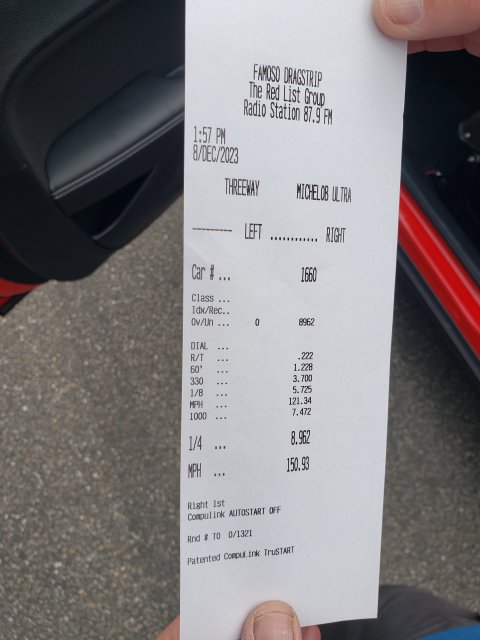 FAMOSO DRAGSTRIP
The Red List Group
Radio Station 87.9 FM
1:57 PM
8/DEC/2023
THREEWAY MICHELOB ULTRA
---------- LEFT ............ RIGHT
Car # ... 1660
Class ...
Idx/Rec..
Ov/Un ... 0 8962
DIAL ...
R/T ... .222
60' ... 1.228
330 ... 3.700
1/8 ... 5.725
MPH ... 121.34
1000 ... 7.472
1/4 ... 8.962
MPH ... 150.93
Right 1st
Compulink AUTOSTART OFF
Rnd # TO 0/1321
Patented CompuLink TruSTART